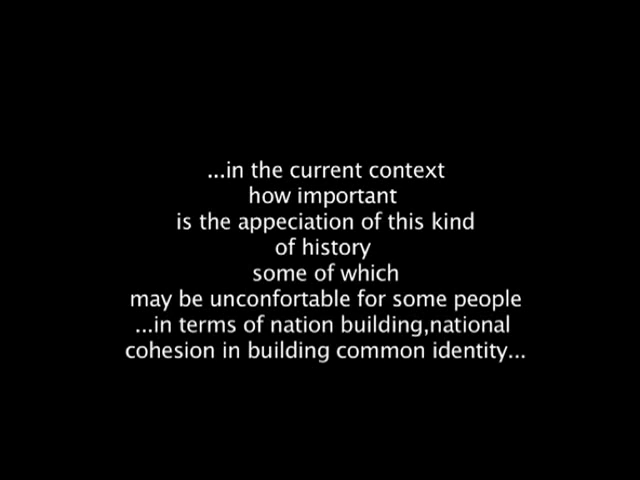 ...in the current context
how important
is the appeciation of this kind
of history
some of which
may be unconfortable for some people
...in terms of nation building,national
cohesion in building common identity...